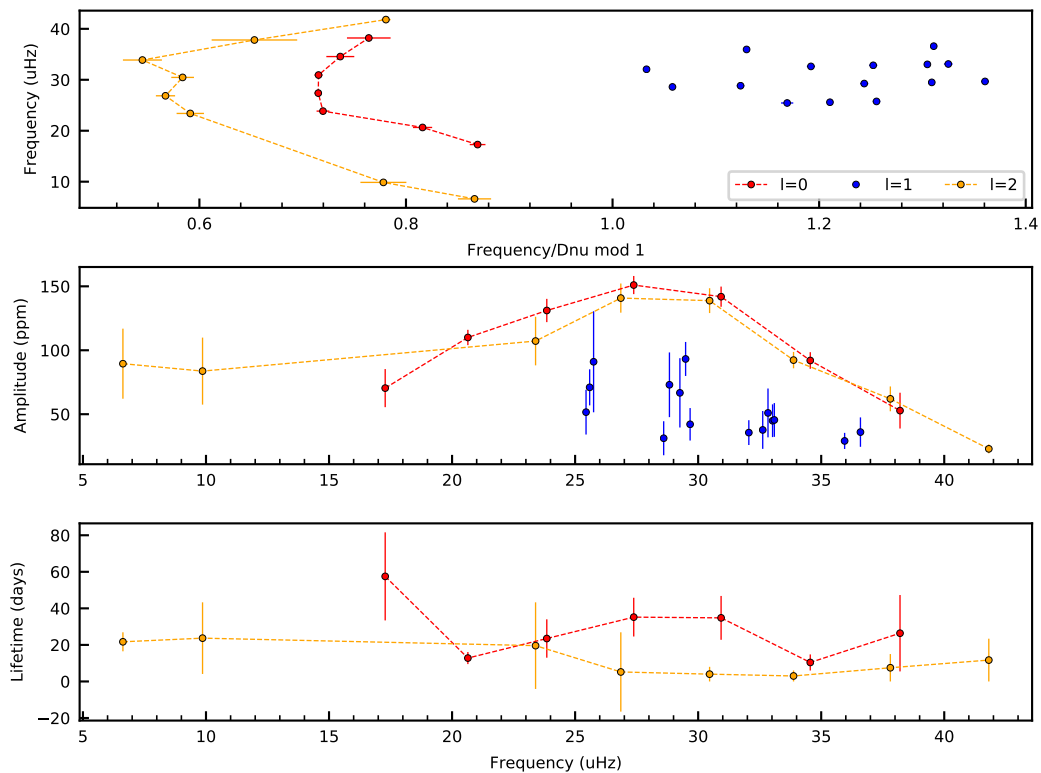 40
30
20
10
Frequency (uHz)
l=0 l=1 l=2
0.6 0.8 1.0 1.2 1.4
Frequency/Dnu mod 1
150
100
50
Amplitude (ppm)
5 10 15 20 25 30 35 40
80
60
40
20
0
−20
Lifetime (days)
5 10 15 20 25 30 35 40
Frequency (uHz)